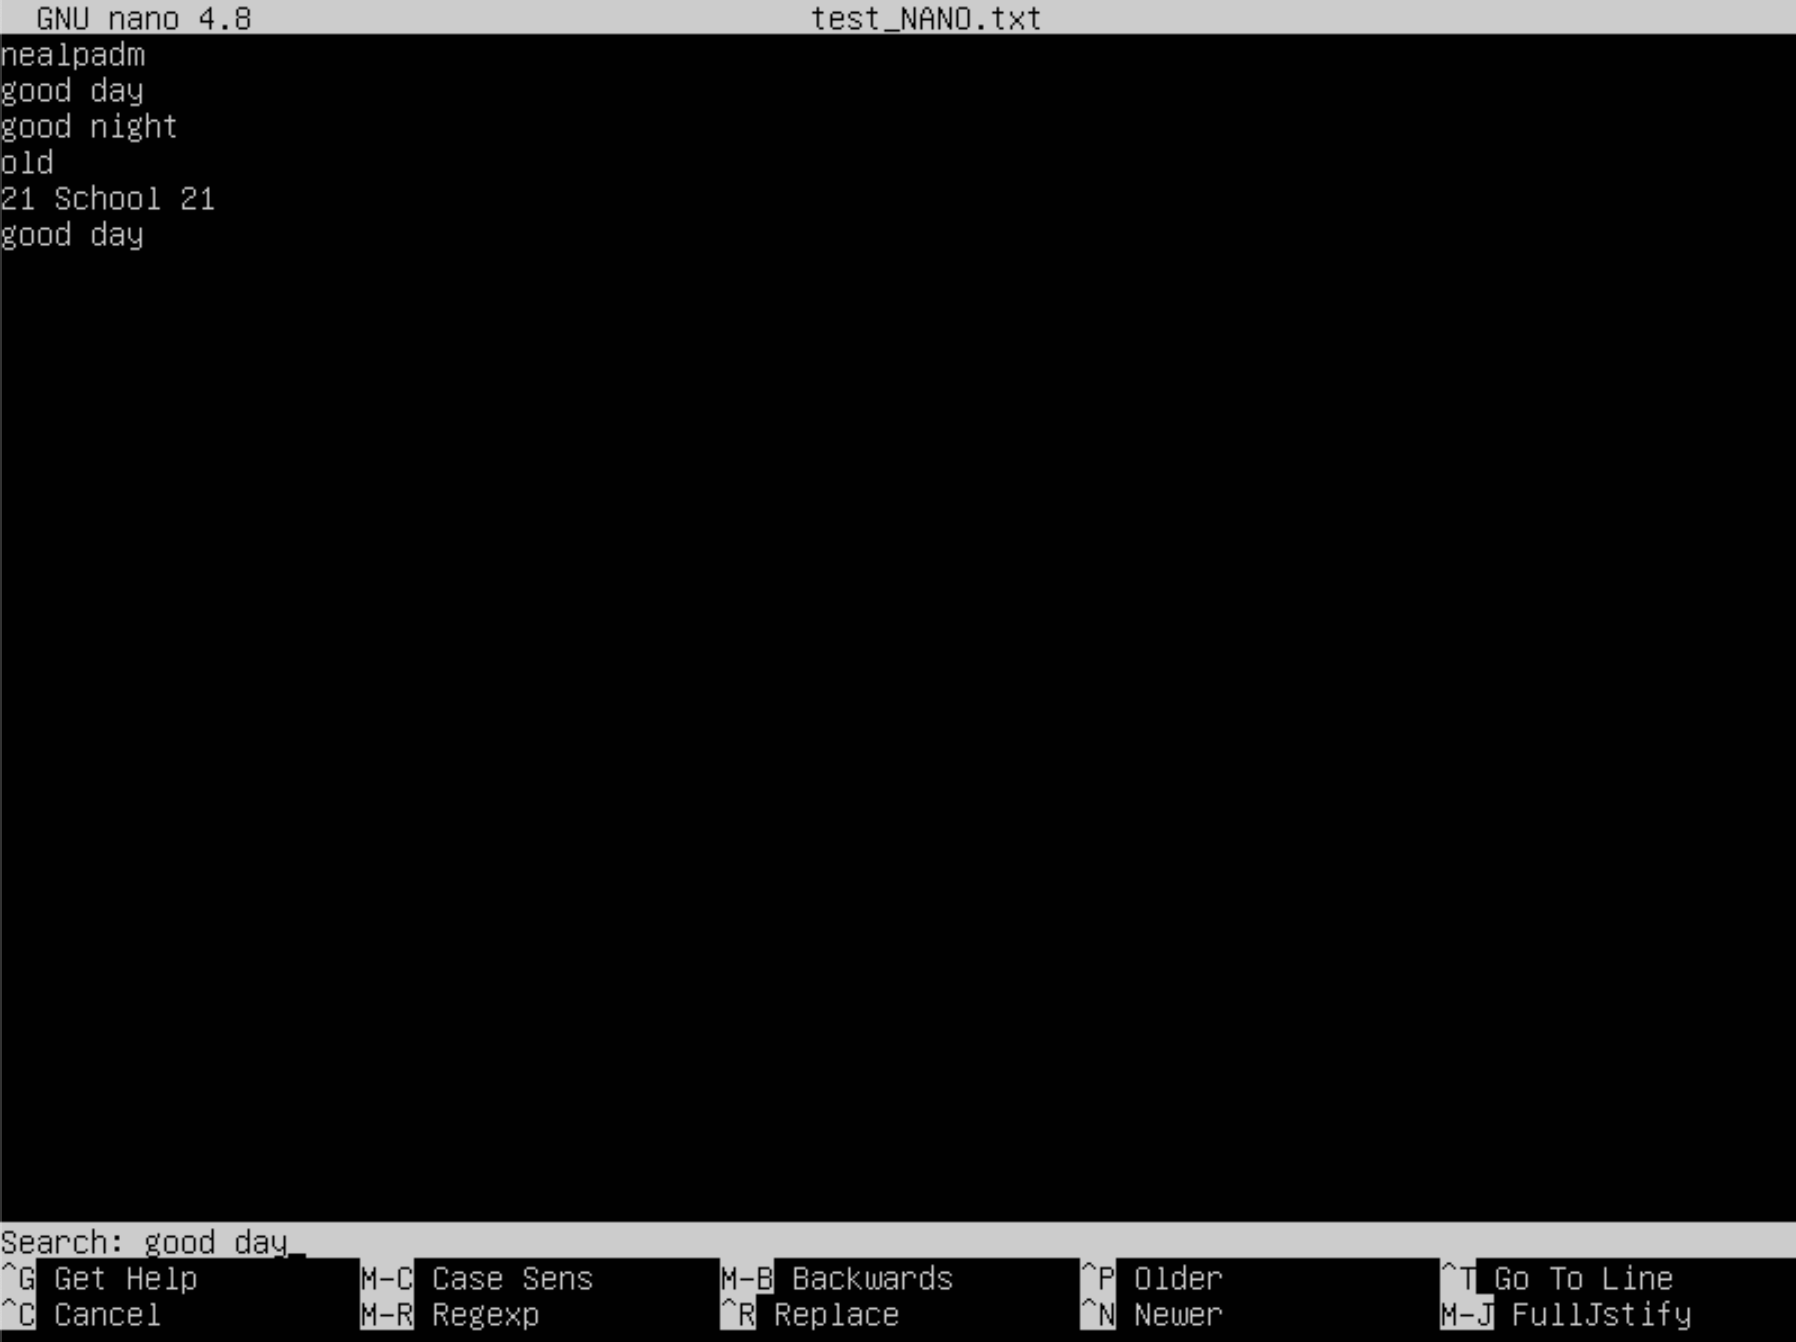 GNU nano 4.8 test_NANO.txt
nealpadm
good day
good night
old
21 School 21
good day
Search: good day
^G Get Help M-C Case Sens M-B Backwards ^P Older ^T Go To Line
^C Cancel M-R Regexp ^R Replace ^N Newer M-J FullJstify